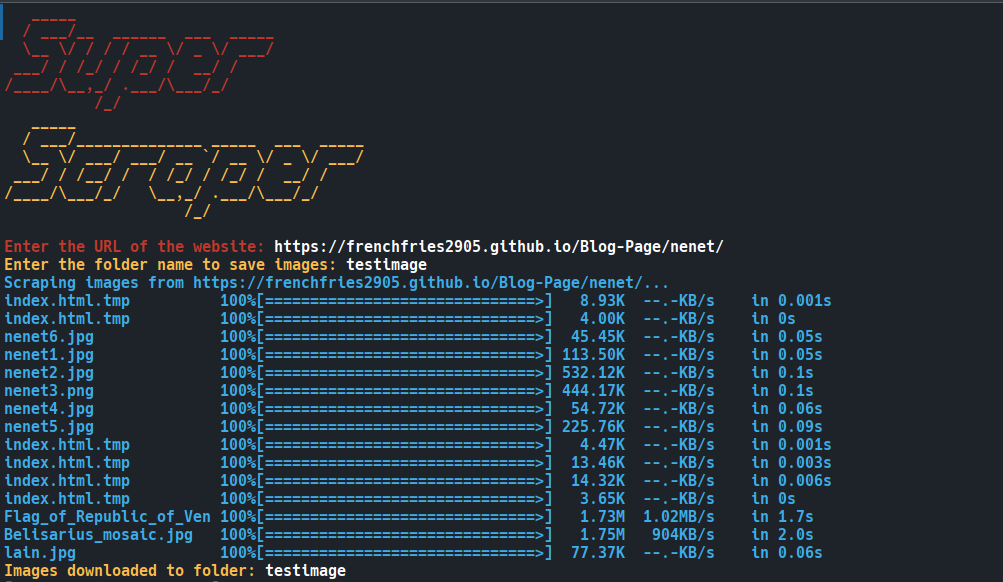 Super
Scraper
Enter the URL of the website: https://frenchfries2905.github.io/Blog-Page/nenet/
Enter the folder name to save images: testimage
Scraping images from https://frenchfries2905.github.io/Blog-Page/nenet/...
index.html.tmp 100%[==============================>] 8.93K --.-KB/s in 0.001s
index.html.tmp 100%[==============================>] 4.00K --.-KB/s in 0s
nenet6.jpg 100%[==============================>] 45.45K --.-KB/s in 0.05s
nenet1.jpg 100%[==============================>] 113.50K --.-KB/s in 0.05s
nenet2.jpg 100%[==============================>] 532.12K --.-KB/s in 0.1s
nenet3.png 100%[==============================>] 444.17K --.-KB/s in 0.1s
nenet4.jpg 100%[==============================>] 54.72K --.-KB/s in 0.06s
nenet5.jpg 100%[==============================>] 225.76K --.-KB/s in 0.09s
index.html.tmp 100%[==============================>] 4.47K --.-KB/s in 0.001s
index.html.tmp 100%[==============================>] 13.46K --.-KB/s in 0.003s
index.html.tmp 100%[==============================>] 14.32K --.-KB/s in 0.006s
index.html.tmp 100%[==============================>] 3.65K --.-KB/s in 0s
Flag_of_Republic_of_Ven 100%[==============================>] 1.73M 1.02MB/s in 1.7s
Belisarius_mosaic.jpg 100%[==============================>] 1.75M 904KB/s in 2.0s
lain.jpg 100%[==============================>] 77.37K --.-KB/s in 0.06s
Images downloaded to folder: testimage